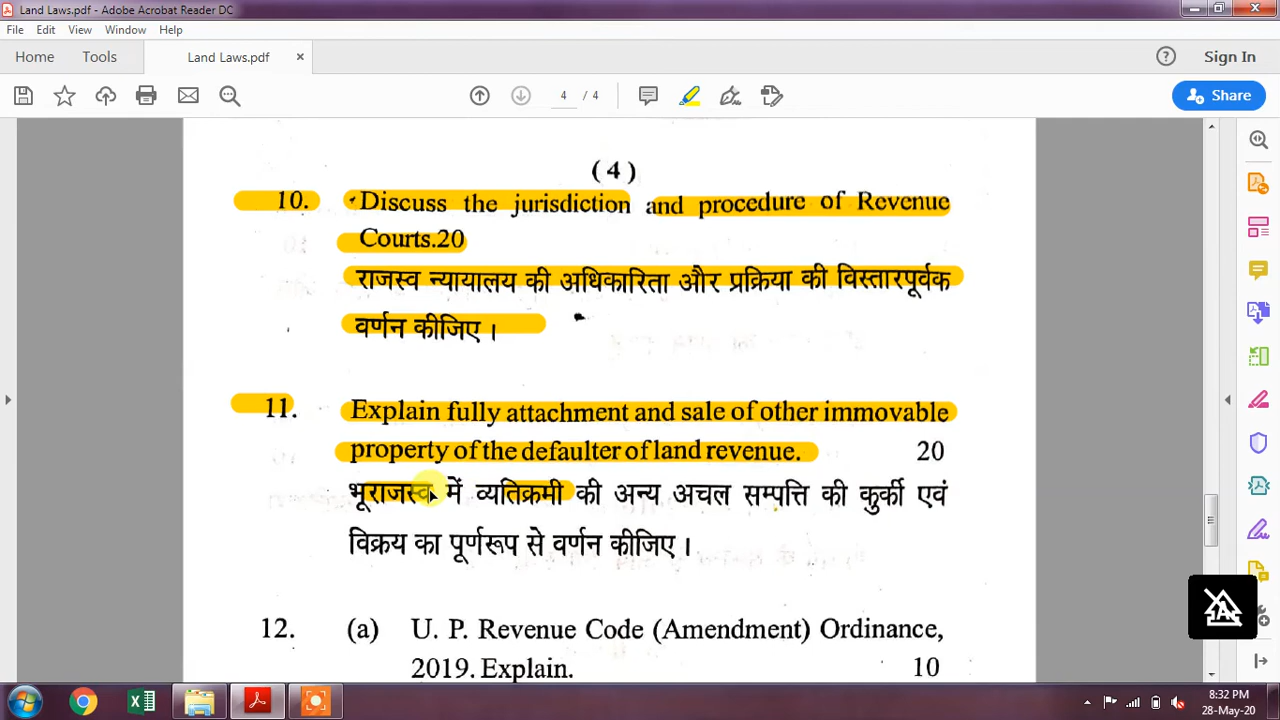 Land Laws.pdf - Adobe Acrobat Reader DC
File Edit View Window Help
Home Tools Land Laws.pdf × Sign In
4 / 4 Share
( 4 )
10. Discuss the jurisdiction and procedure of Revenue
Courts.20
राजस्व न्यायालय की अधिकारिता और प्रक्रिया की विस्तारपूर्वक
वर्णन कीजिए ।
11. Explain fully attachment and sale of other immovable
property of the defaulter of land revenue. 20
भूराजस्व में व्यतिक्रमी की अन्य अचल सम्पत्ति की कुर्की एवं
विक्रय का पूर्णरूप से वर्णन कीजिए ।
12. (a) U. P. Revenue Code (Amendment) Ordinance,
2019. Explain. 10
8:32 PM
28-May-20